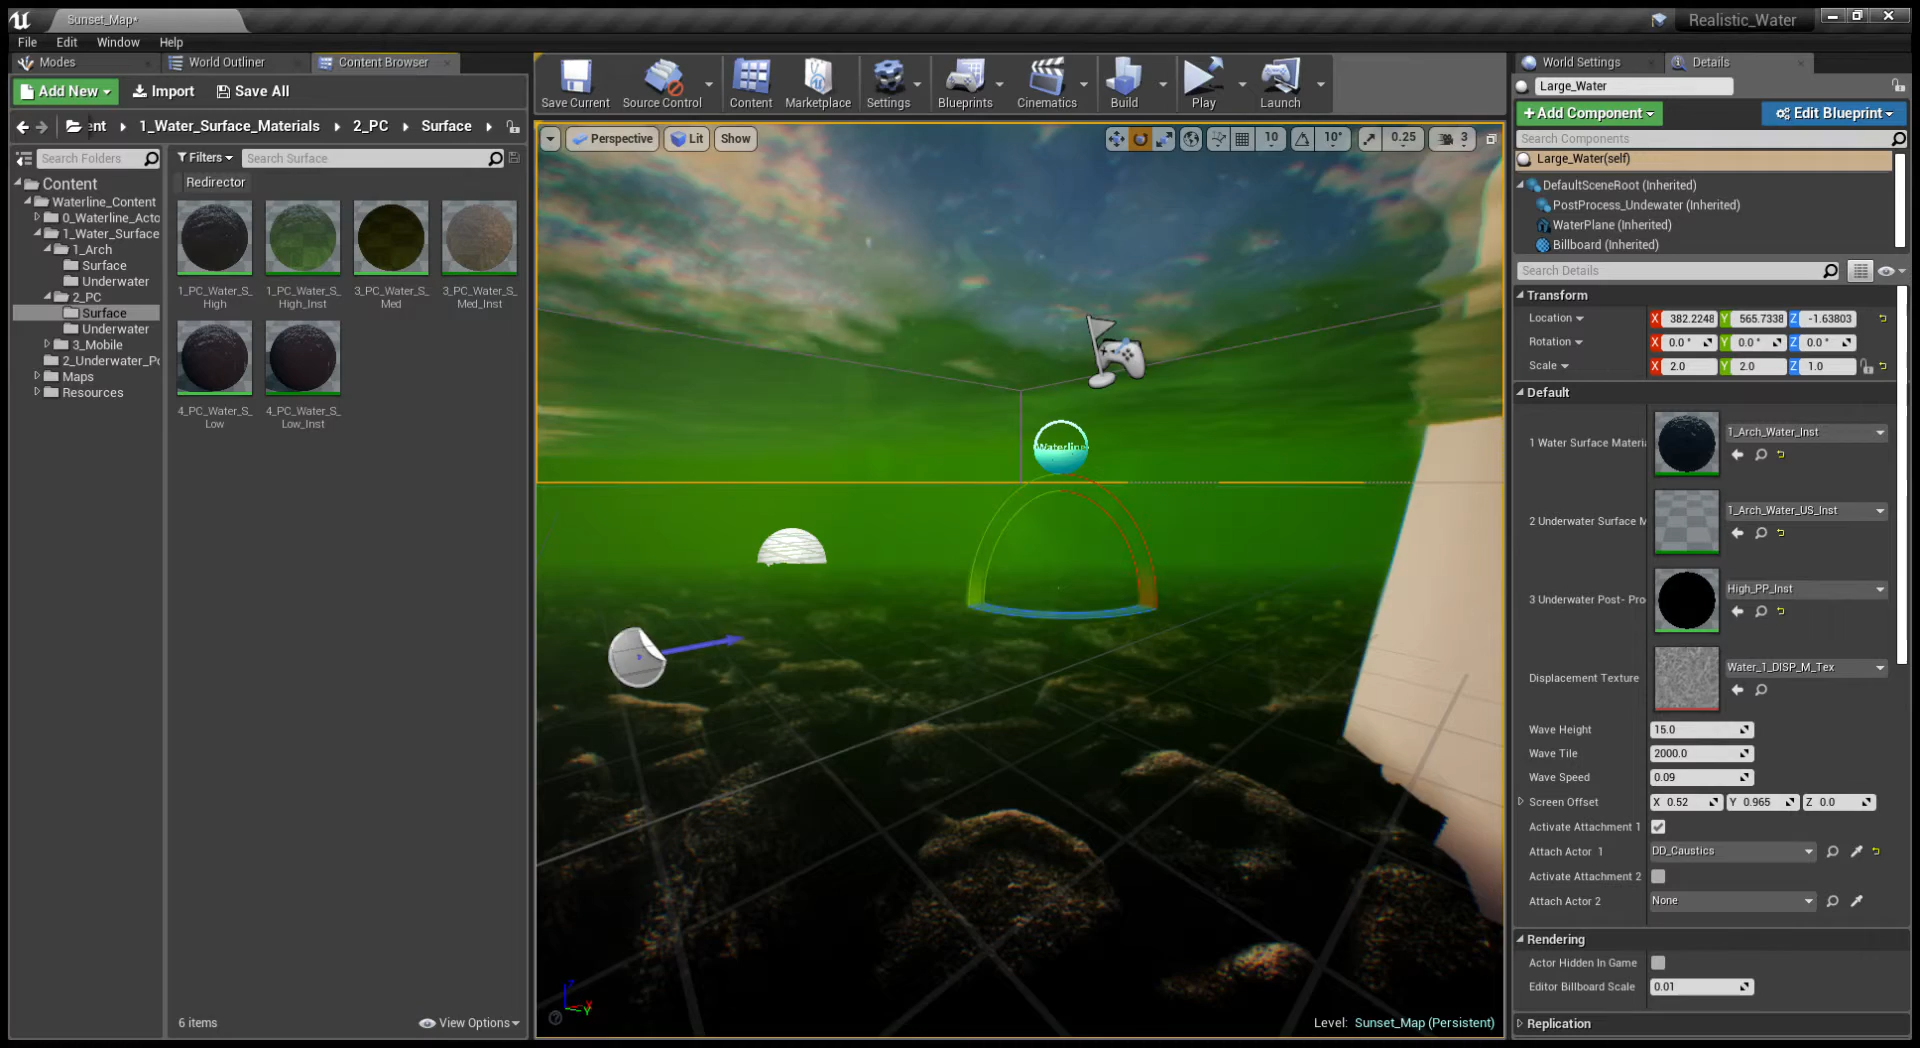 Sunset_Map*
Realistic_Water
File Edit Window Help
Modes
World Outliner
Content Browser
Add New
Import
Save All
ent 1_Water_Surface_Materials 2_PC Surface
Search Folders
Filters
Search Surface
Redirector
Content
Waterline_Content
0_Waterline_Acto
1_Water_Surface
1_Arch
Surface
Underwater
2_PC
Surface
Underwater
3_Mobile
2_Underwater_Po
Maps
Resources
1_PC_Water_S_
High
1_PC_Water_S_
High_Inst
3_PC_Water_S_
Med
3_PC_Water_S_
Med_Inst
4_PC_Water_S_
Low
4_PC_Water_S_
Low_Inst
6 items
View Options
Save Current
Source Control
Content
Marketplace
Settings
Blueprints
Cinematics
Build
Play
Launch
Perspective
Lit
Show
10
10°
0.25
3
Waterline
Z
X
Y
Level: Sunset_Map (Persistent)
World Settings
Details
Large_Water
+Add Component
Edit Blueprint
Search Components
Large_Water(self)
DefaultSceneRoot (Inherited)
PostProcess_Undewater (Inherited)
WaterPlane (Inherited)
Billboard (Inherited)
Search Details
Transform
Location X 382.2248 Y 565.7338 Z -1.63803
Rotation X 0.0 ° Y 0.0 ° Z 0.0 °
Scale X 2.0 Y 2.0 Z 1.0
Default
1 Water Surface Materia
1_Arch_Water_Inst
2 Underwater Surface M
1_Arch_Water_US_Inst
3 Underwater Post- Pro
High_PP_Inst
Displacement Texture
Water_1_DISP_M_Tex
Wave Height 15.0
Wave Tile 2000.0
Wave Speed 0.09
Screen Offset X 0.52 Y 0.965 Z 0.0
Activate Attachment 1
Attach Actor 1 DD_Caustics
Activate Attachment 2
Attach Actor 2 None
Rendering
Actor Hidden In Game
Editor Billboard Scale 0.01
Replication